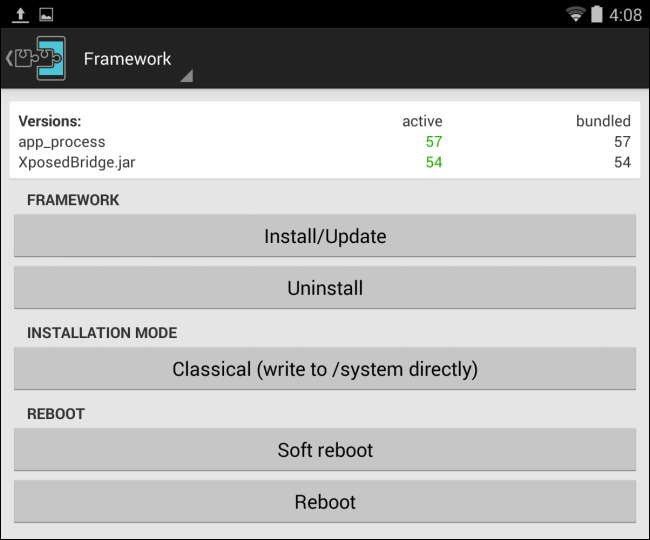 4:08
Framework
Versions: active bundled
app_process 57 57
XposedBridge.jar 54 54
FRAMEWORK
Install/Update
Uninstall
INSTALLATION MODE
Classical (write to /system directly)
REBOOT
Soft reboot
Reboot